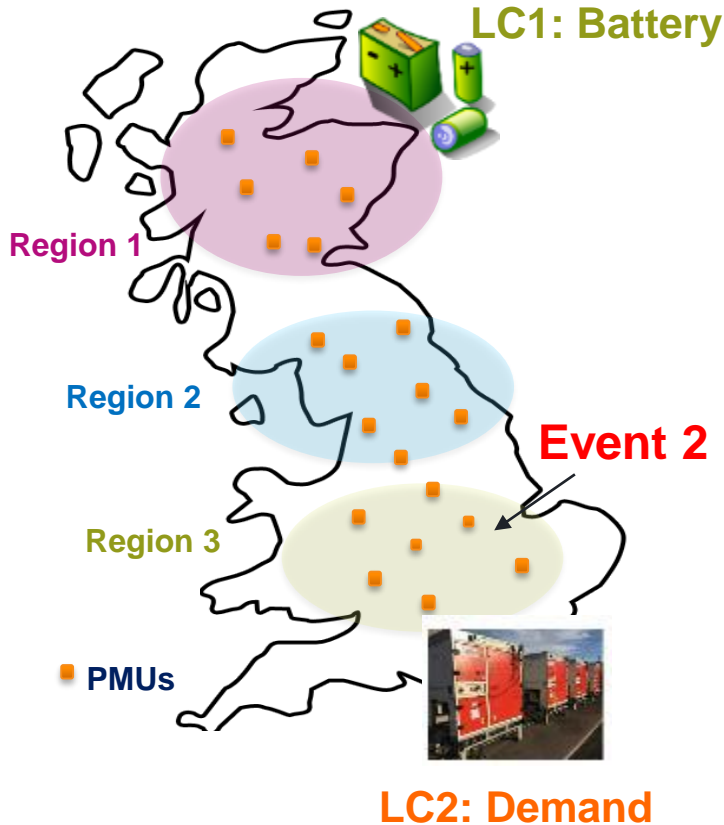 LC1: Battery
Region 1
Region 2
Event 2
Region 3
PMUs
LC2: Demand